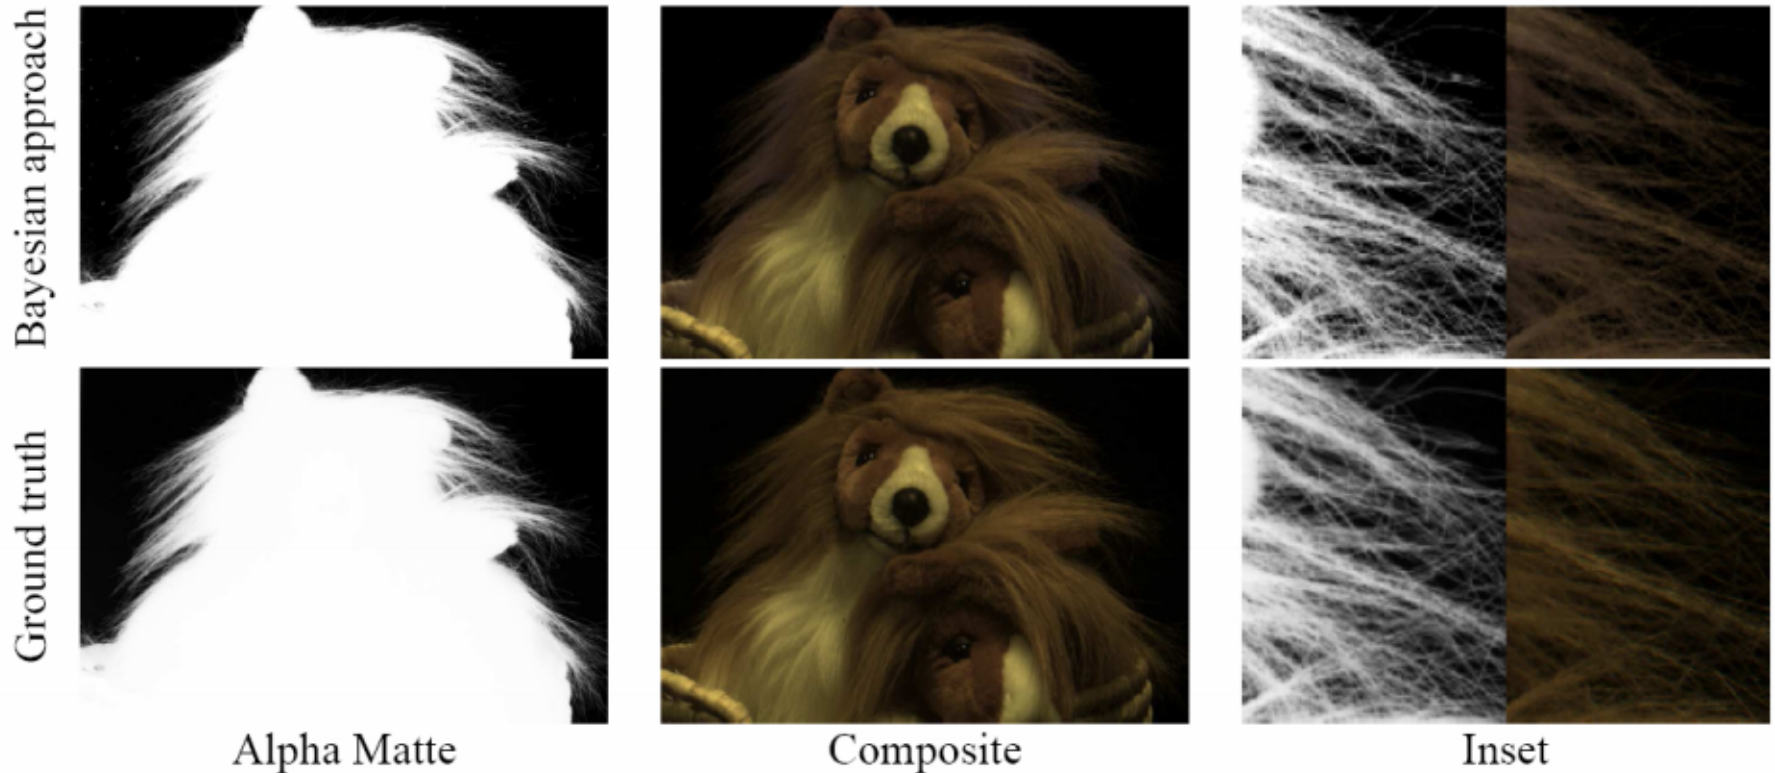 Bayesian approach
Ground truth
Alpha Matte
Composite
Inset